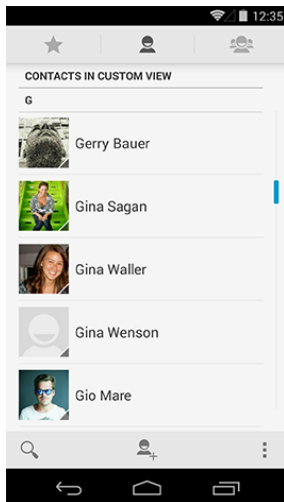 12:35
CONTACTS IN CUSTOM VIEW
G
Gerry Bauer
Gina Sagan
Gina Waller
Gina Wenson
Gio Mare